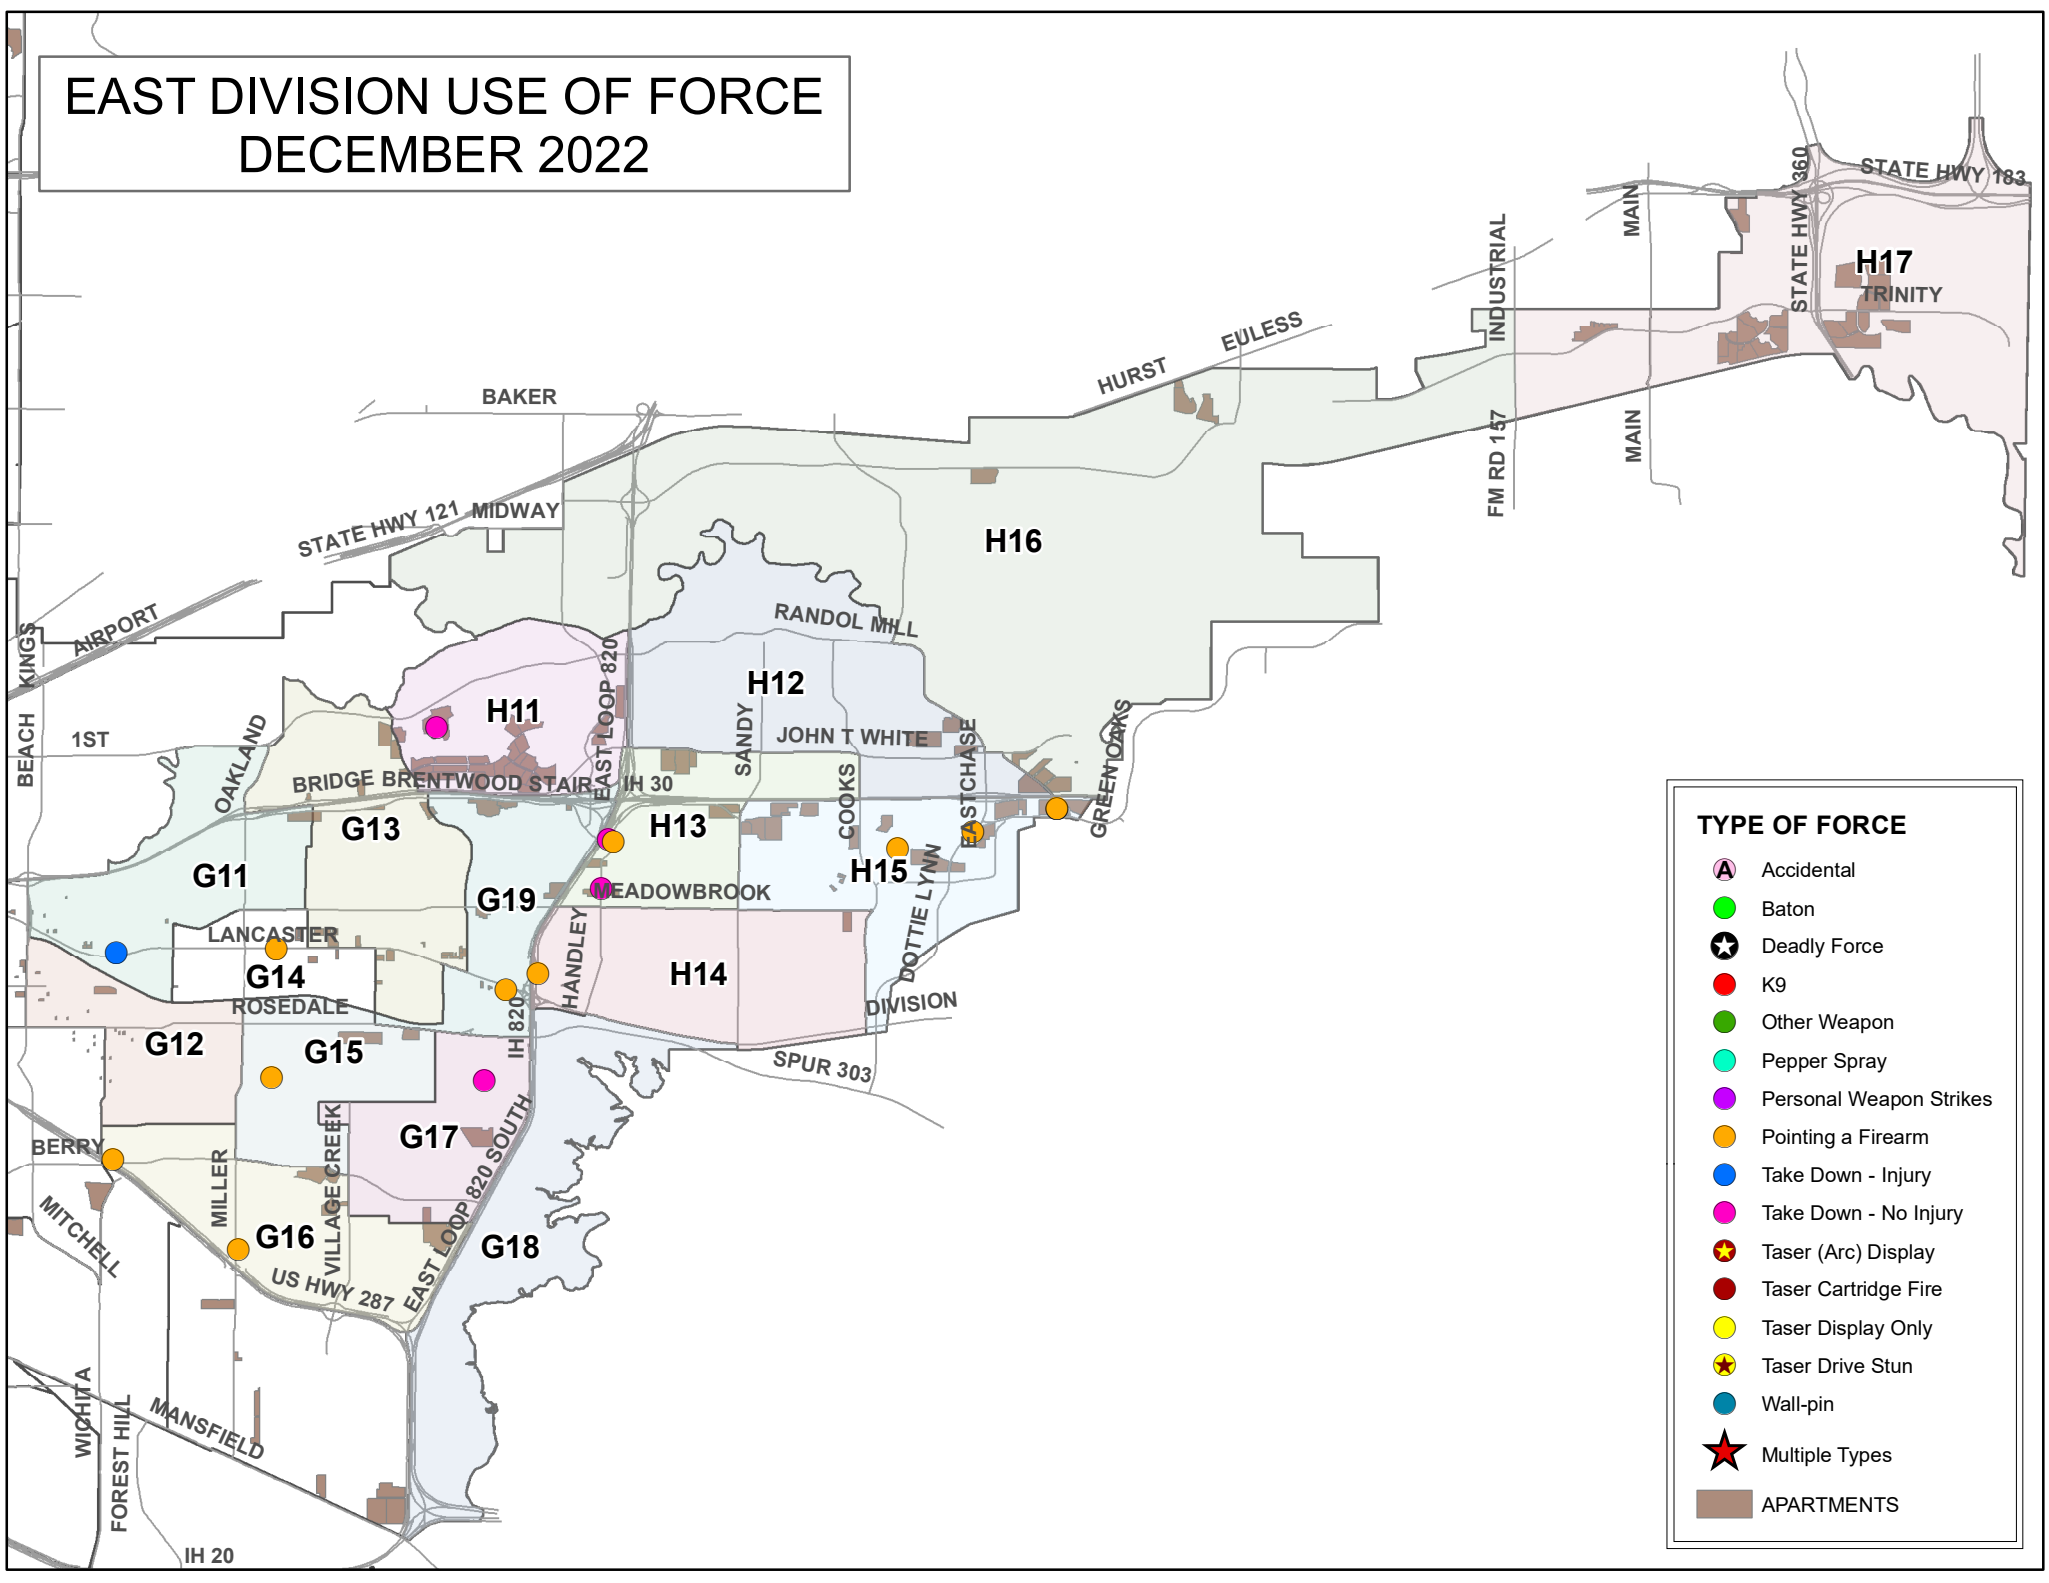 EAST DIVISION USE OF FORCE
DECEMBER 2022
STATE HWY 360
STATE HWY 183
MAIN
INDUSTRIAL
H17
TRINITY
HURST
EULESS
BAKER
FM RD 157
MAIN
STATE HWY 121
MIDWAY
H16
AIRPORT
KINGS
RANDOL MILL
EAST LOOP 820
H12
H11
OAKLAND
BEACH
1ST
SANDY
JOHN T WHITE
EASTCHASE
GREEN OAKS
BRIDGE
BRENTWOOD STAIR
IH 30
COOKS
G13
H13
G11
H15
G19
MEADOWBROOK
DOTTIE LYNN
LANCASTER
HANDLEY
G14
H14
ROSEDALE
IH 820
DIVISION
G12
G15
SPUR 303
G17
BERRY
MILLER
VILLAGE CREEK
EAST LOOP 820 SOUTH
MITCHELL
G16
G18
US HWY 287
WICHITA
FOREST HILL
MANSFIELD
IH 20
TYPE OF FORCE
A Accidental
Baton
Deadly Force
K9
Other Weapon
Pepper Spray
Personal Weapon Strikes
Pointing a Firearm
Take Down - Injury
Take Down - No Injury
Taser (Arc) Display
Taser Cartridge Fire
Taser Display Only
Taser Drive Stun
Wall-pin
Multiple Types
APARTMENTS